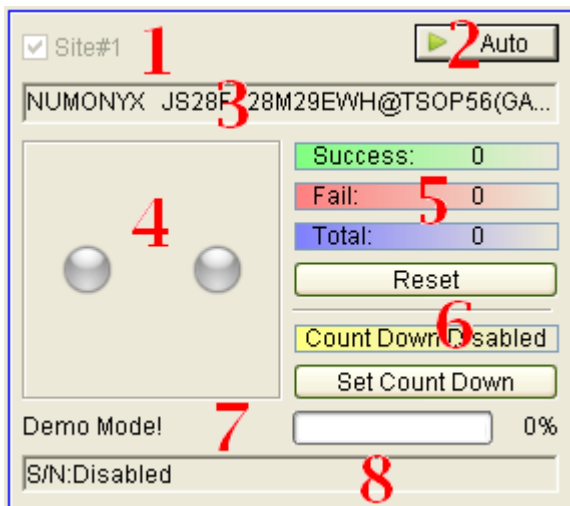 Site#1 1 2 Auto
NUMONYX JS28F 3 28M29EWH@TSOP56(GA...
Success: 0
4 Fail: 5 0
Total: 0
Reset
6
Count Down Disabled
Set Count Down
Demo Mode! 7 0%
S/N:Disabled 8